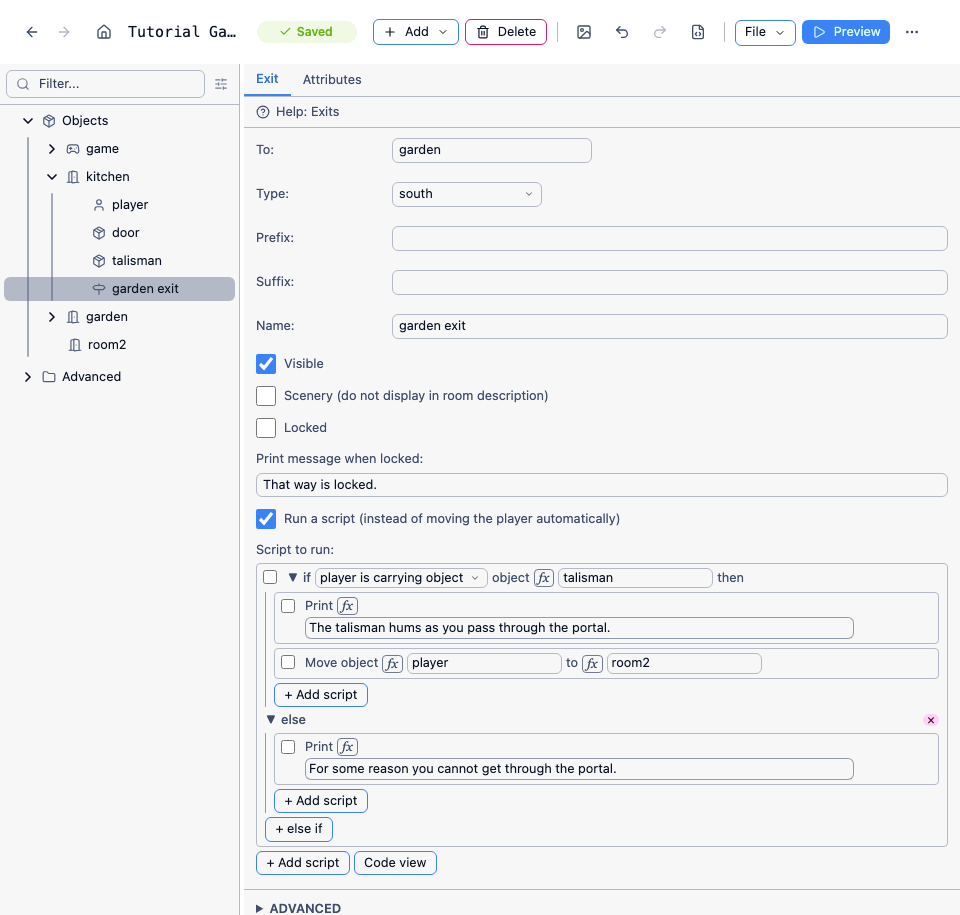 Tutorial Ga...
Saved
Add
Delete
File
Preview
Filter...
Objects
game
kitchen
player
door
talisman
garden exit
garden
room2
Advanced
Exit
Attributes
Help: Exits
To: garden
Type: south
Prefix:
Suffix:
Name: garden exit
Visible
Scenery (do not display in room description)
Locked
Print message when locked:
That way is locked.
Run a script (instead of moving the player automatically)
Script to run:
if player is carrying object object fx talisman then
Print fx
The talisman hums as you pass through the portal.
Move object fx player to fx room2
+ Add script
else
Print fx
For some reason you cannot get through the portal.
+ Add script
+ else if
+ Add script Code view
ADVANCED